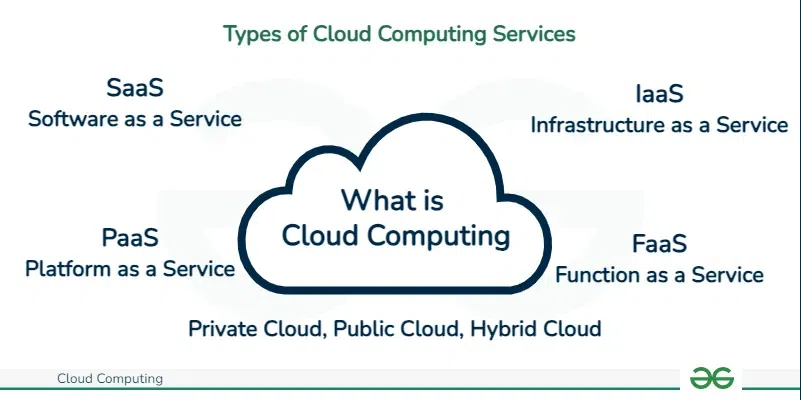 Types of Cloud Computing Services
SaaS
Software as a Service
IaaS
Infrastructure as a Service
What is
Cloud Computing
PaaS
Platform as a Service
FaaS
Function as a Service
Private Cloud, Public Cloud, Hybrid Cloud
Cloud Computing